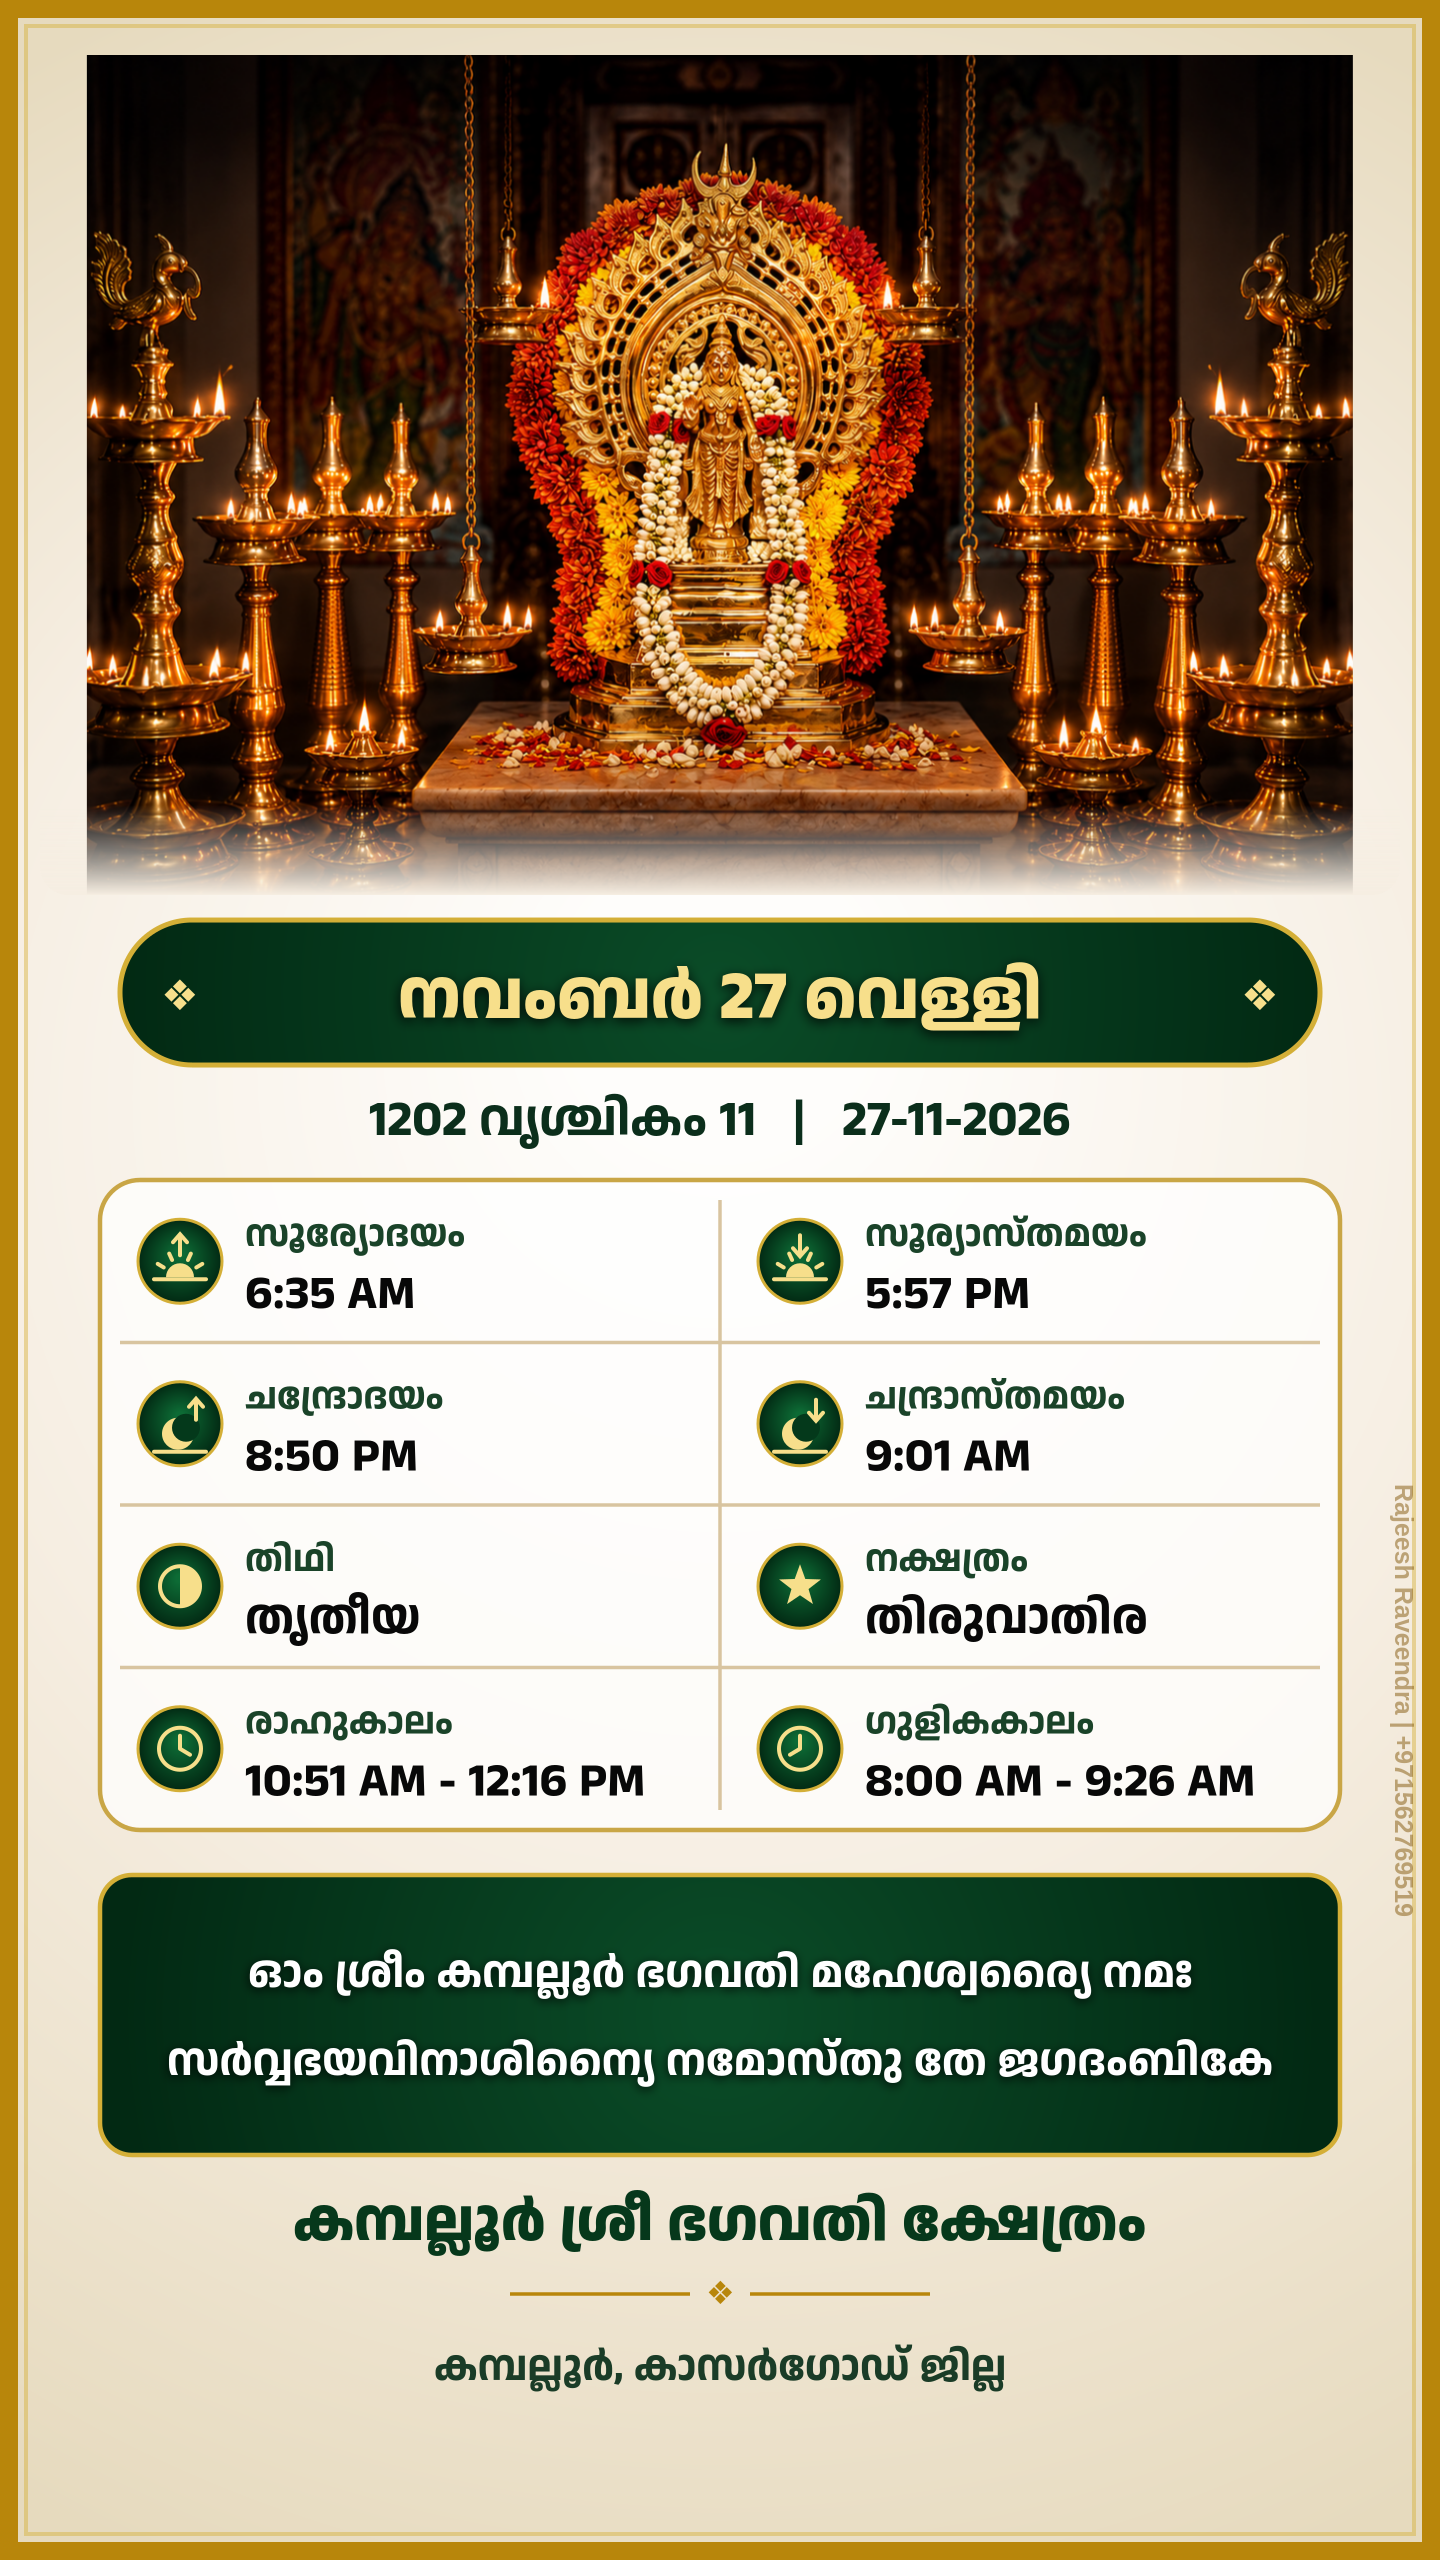 നവംബർ 27 വെള്ളി
1202 വൃശ്ചികം 11 | 27-11-2026
സൂര്യോദയം
6:35 AM
സൂര്യാസ്തമയം
5:57 PM
ചന്ദ്രോദയം
8:50 PM
ചന്ദ്രാസ്തമയം
9:01 AM
തിഥി
തൃതീയ
നക്ഷത്രം
തിരുവാതിര
രാഹുകാലം
10:51 AM - 12:16 PM
ഗുളികകാലം
8:00 AM - 9:26 AM
Rajeesh Raveendra | +971562769519
ഓം ശ്രീം കമ്പല്ലൂർ ഭഗവതി മഹേശ്വര്യൈ നമഃ
സർവ്വഭയവിനാശിന്യൈ നമോസ്തു തേ ജഗദംബികേ
കമ്പല്ലൂർ ശ്രീ ഭഗവതി ക്ഷേത്രം
കമ്പല്ലൂർ, കാസർഗോഡ് ജില്ല